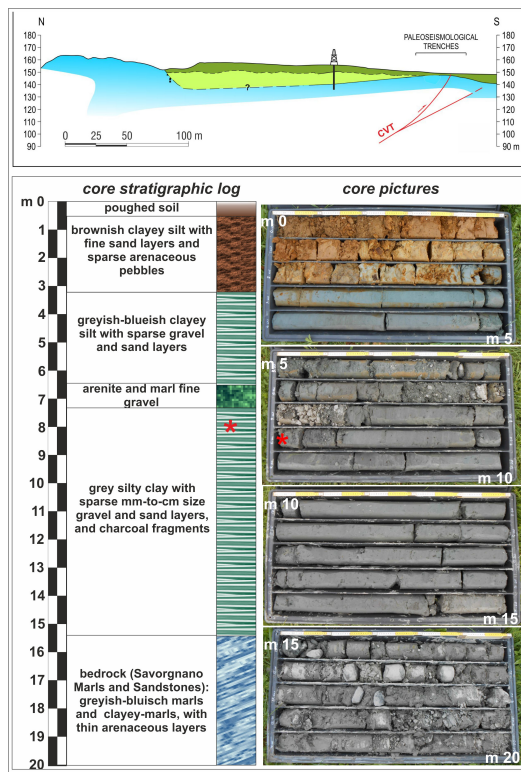 N
S
PALEOSEISMOLOGICAL
TRENCHES
180
170
160
150
140
130
120
110
100
90 m
180
170
160
150
140
130
120
110
100
90 m
?
CVT
0 25 50 100 m
core stratigraphic log
core pictures
m 0
poughed soil
1
brownish clayey silt with
fine sand layers and
sparse arenaceous
pebbles
2
3
4
greyish-blueish clayey
silt with sparse gravel
and sand layers
5
6
7
arenite and marl fine
gravel
8
*
9
10
grey silty clay with
sparse mm-to-cm size
gravel and sand layers,
and charcoal fragments
11
12
13
14
15
16
17
bedrock (Savorgnano
Marls and Sandstones):
greyish-bluisch marls
and clayey-marls, with
thin arenaceous layers
18
19
20
m 0
m 5
m 5
*
m 10
m 10
m 15
m 15
m 20